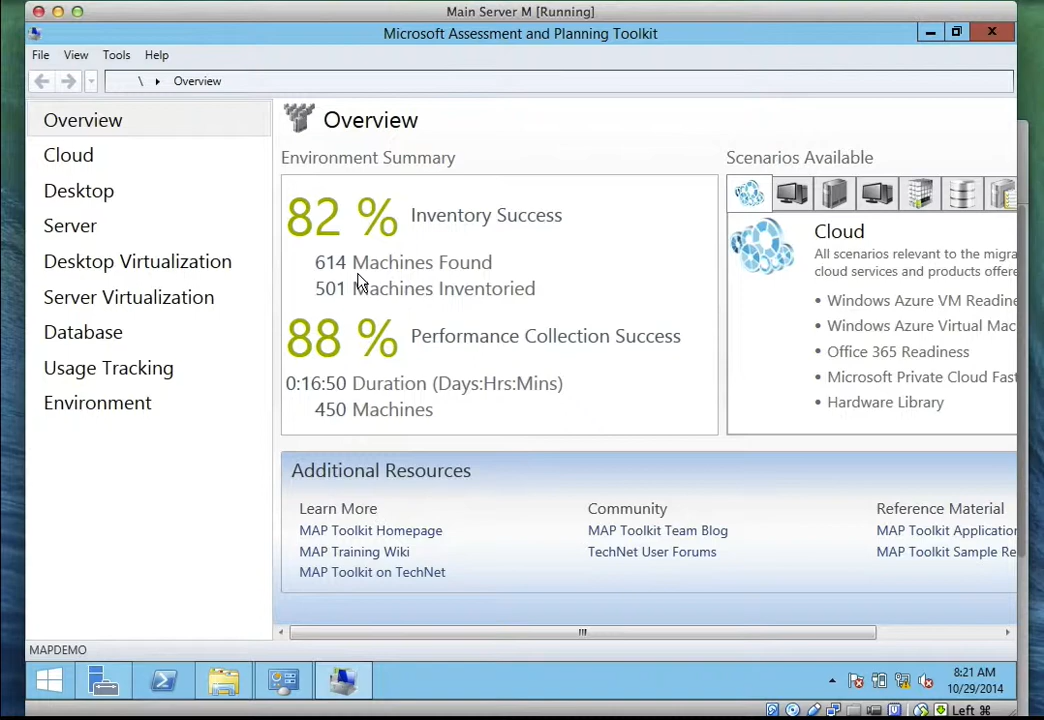 Main Server M [Running]
Microsoft Assessment and Planning Toolkit
File View Tools Help
\ Overview
Overview
Cloud
Desktop
Server
Desktop Virtualization
Server Virtualization
Database
Usage Tracking
Environment
Overview
Environment Summary
82 % Inventory Success
614 Machines Found
501 Machines Inventoried
88 % Performance Collection Success
0:16:50 Duration (Days:Hrs:Mins)
450 Machines
Scenarios Available
Cloud
All scenarios relevant to the migra
cloud services and products offere
• Windows Azure VM Readine
• Windows Azure Virtual Mac
• Office 365 Readiness
• Microsoft Private Cloud Fast
• Hardware Library
Additional Resources
Learn More
MAP Toolkit Homepage
MAP Training Wiki
MAP Toolkit on TechNet
Community
MAP Toolkit Team Blog
TechNet User Forums
Reference Material
MAP Toolkit Application
MAP Toolkit Sample Re
MAPDEMO
8:21 AM
10/29/2014
Left ⌘